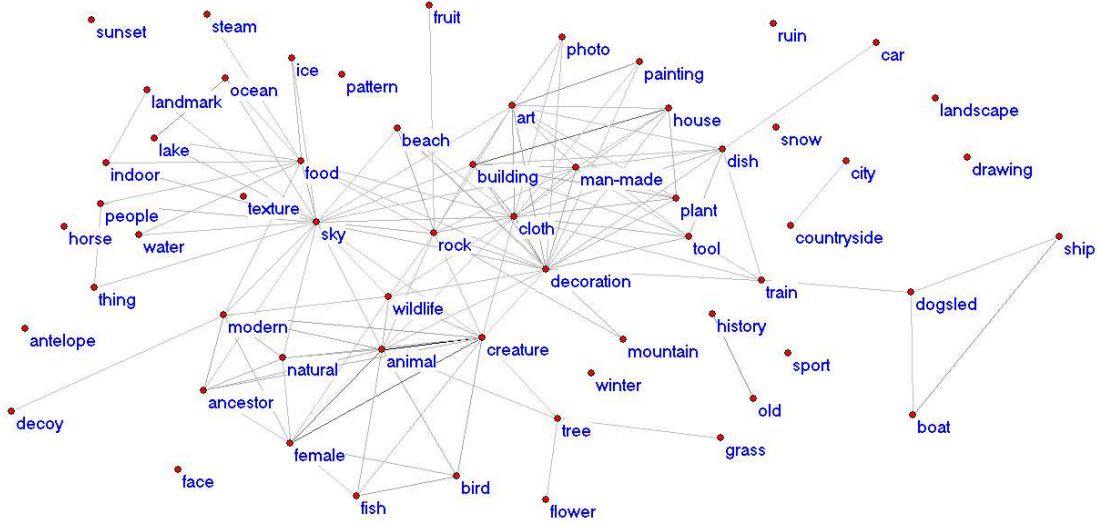 sunset
steam
fruit
ruin
car
photo
painting
ice
pattern
ocean
landmark
landscape
art
house
beach
snow
lake
indoor
food
building
man-made
dish
city
drawing
people
texture
cloth
plant
horse
water
sky
rock
tool
countryside
ship
decoration
thing
wildlife
train
dogsled
modern
history
antelope
natural
animal
creature
mountain
sport
winter
ancestor
old
decoy
tree
boat
female
grass
face
bird
fish
flower